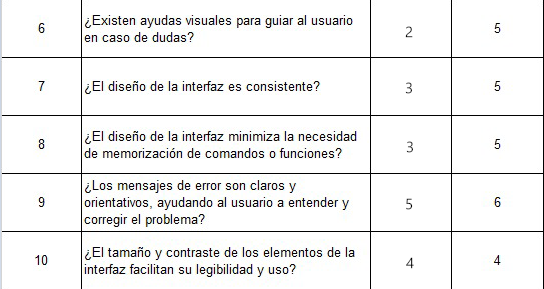 6 ¿Existen ayudas visuales para guiar al usuario
en caso de dudas? 2 5
7 ¿El diseño de la interfaz es consistente? 3 5
8 ¿El diseño de la interfaz minimiza la necesidad
de memorización de comandos o funciones? 3 5
9 ¿Los mensajes de error son claros y
orientativos, ayudando al usuario a entender y
corregir el problema? 5 6
10 ¿El tamaño y contraste de los elementos de la
interfaz facilitan su legibilidad y uso? 4 4